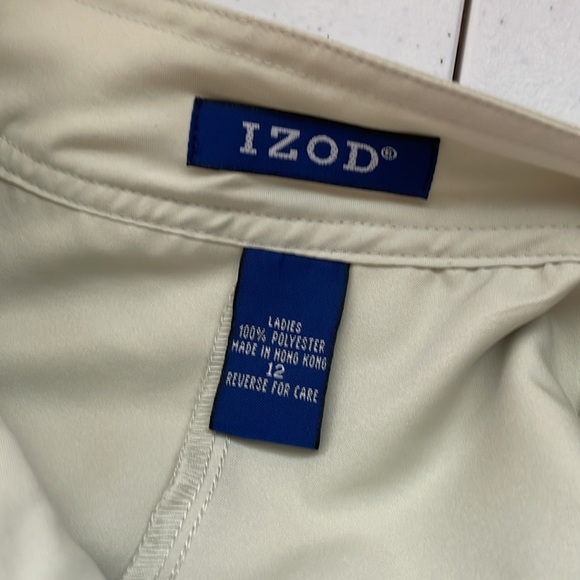 IZOD®
LADIES
100% POLYESTER
MADE IN HONG KONG
12
REVERSE FOR CARE